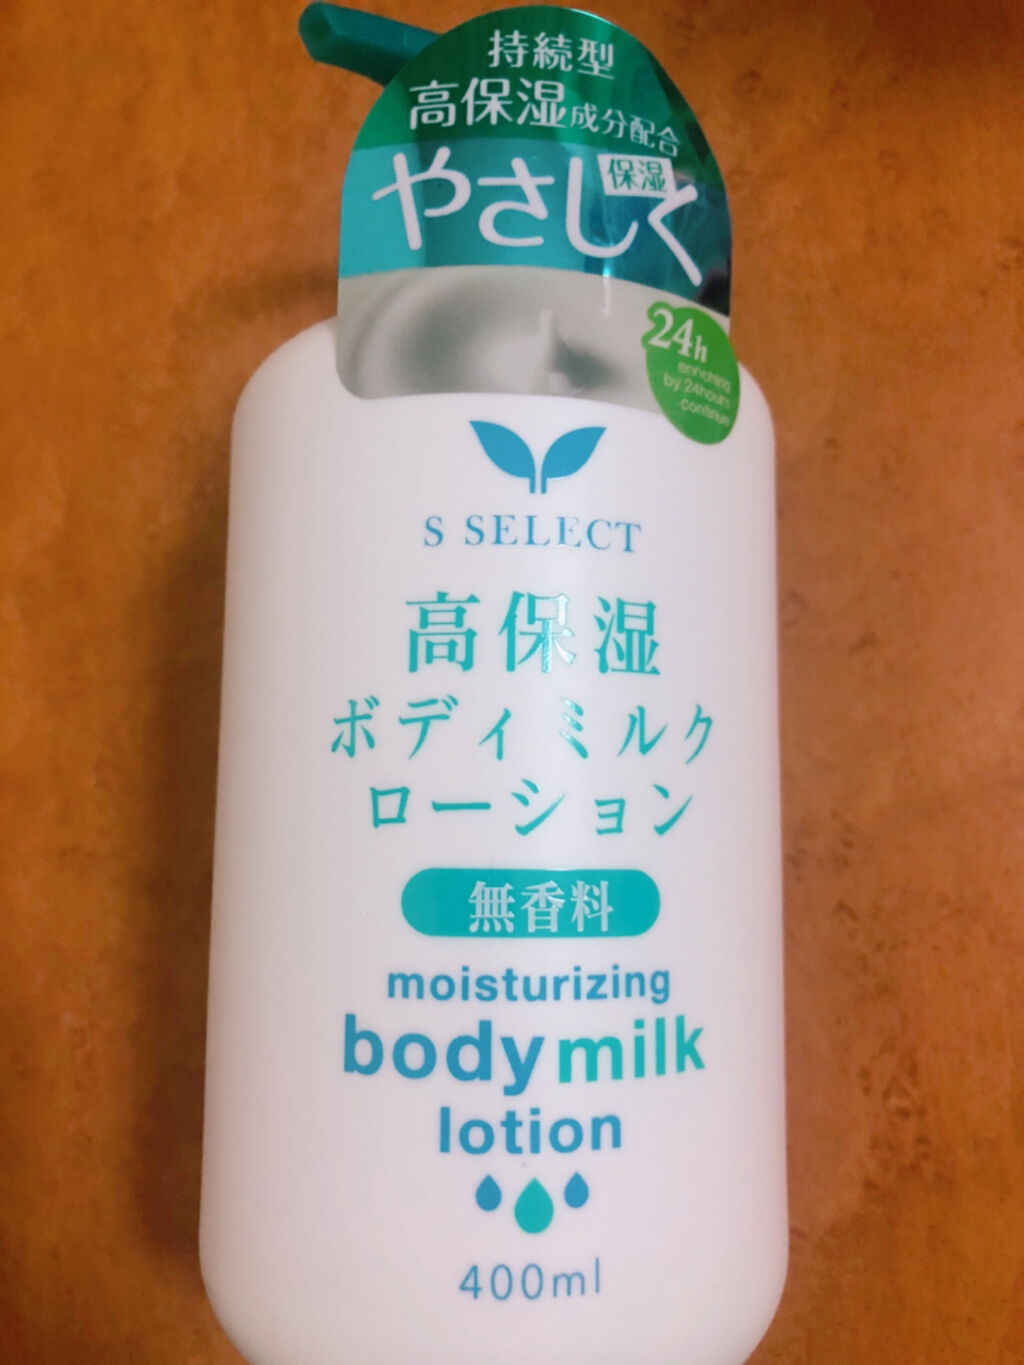 持続型
高保湿成分配合
保湿
やさしく
24h
enriching
by 24hours
continue
S SELECT
高保湿
ボディミルク
ローション
無香料
moisturizing
body milk
lotion
400ml